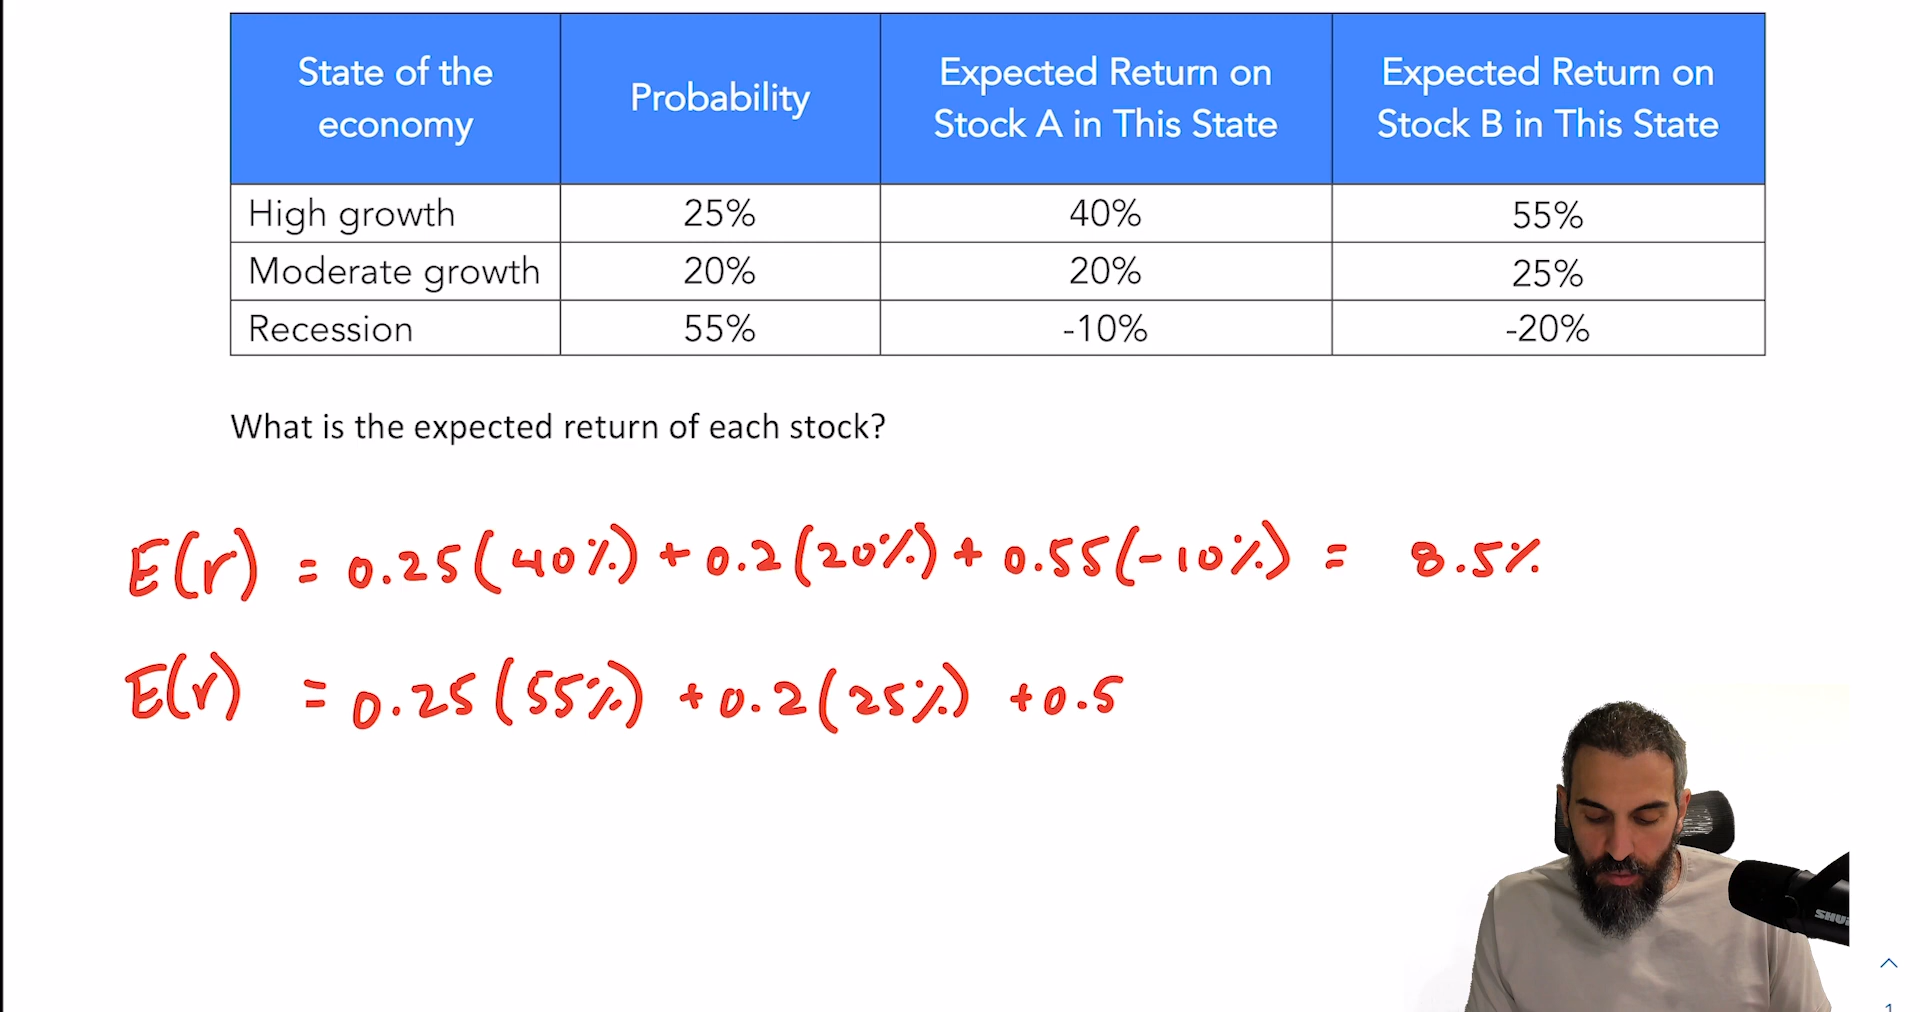 State of the economy Probability Expected Return on Stock A in This State Expected Return on Stock B in This State
High growth 25% 40% 55%
Moderate growth 20% 20% 25%
Recession 55% -10% -20%
What is the expected return of each stock?
E(r) = 0.25(40%) + 0.2(20%) + 0.55(-10%) = 8.5%
E(r) = 0.25(55%) + 0.2(25%) + 0.5
1